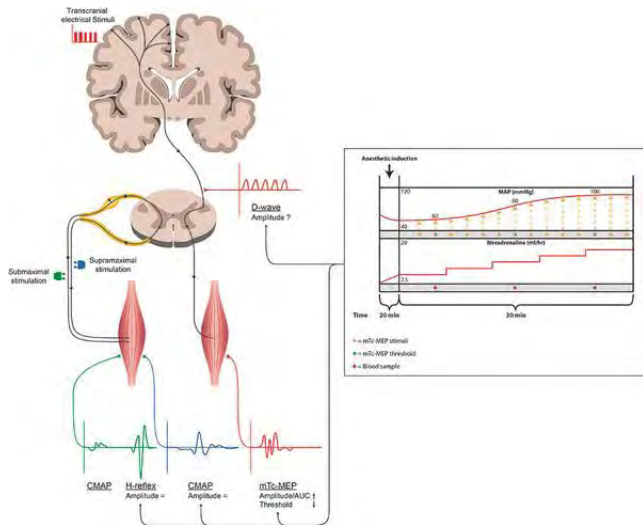 Transcranial
electrical Stimuli
D-wave
Amplitude ?
Submaximal
stimulation
Supramaximal
stimulation
CMAP
H-reflex
Amplitude =
CMAP
Amplitude =
mTc-MEP
Amplitude/AUC ↑
Threshold ↓
Anesthetic induction
MAP (mmHg)
120
100
80
60
40
Noradrenaline (ml/hr)
20
2.5
Time
20 min
30 min
= mTc-MEP stimuli
= mTc-MEP threshold
= Blood sample